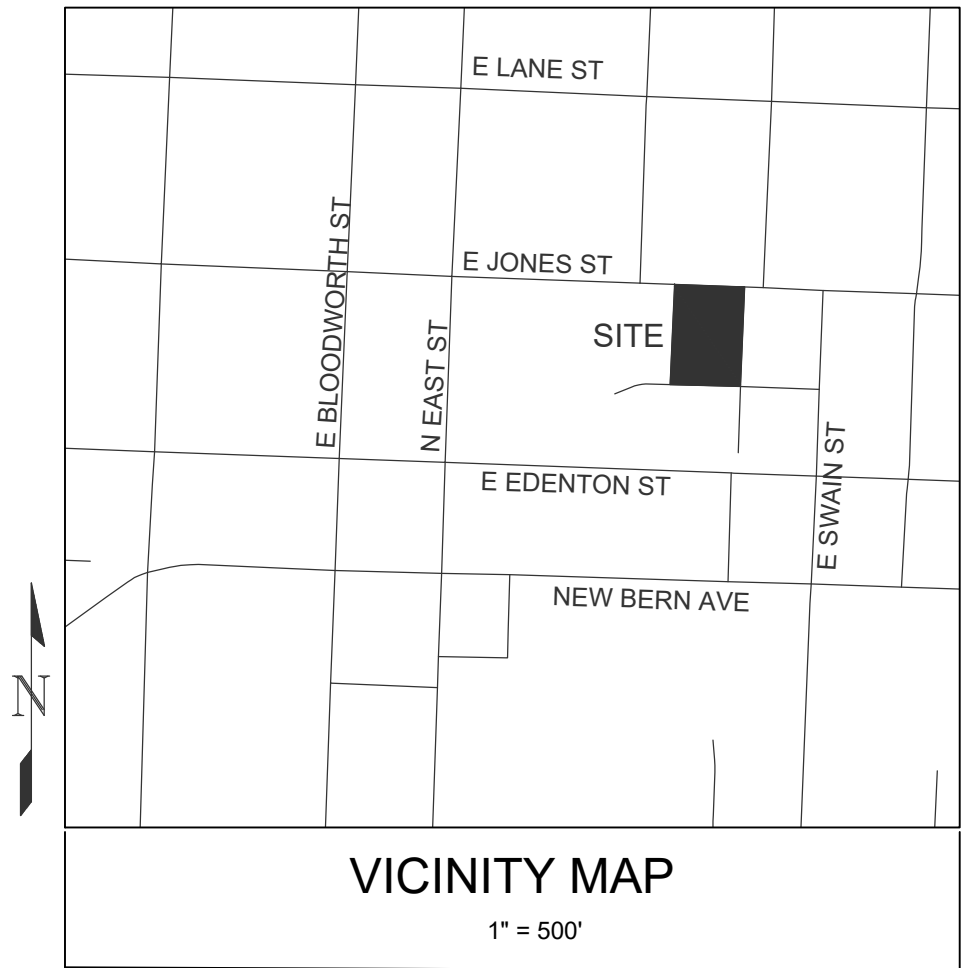 E LANE ST
E BLOODWORTH ST
E JONES ST
N EAST ST
SITE
E EDENTON ST
E SWAIN ST
NEW BERN AVE
N
VICINITY MAP
1" = 500'